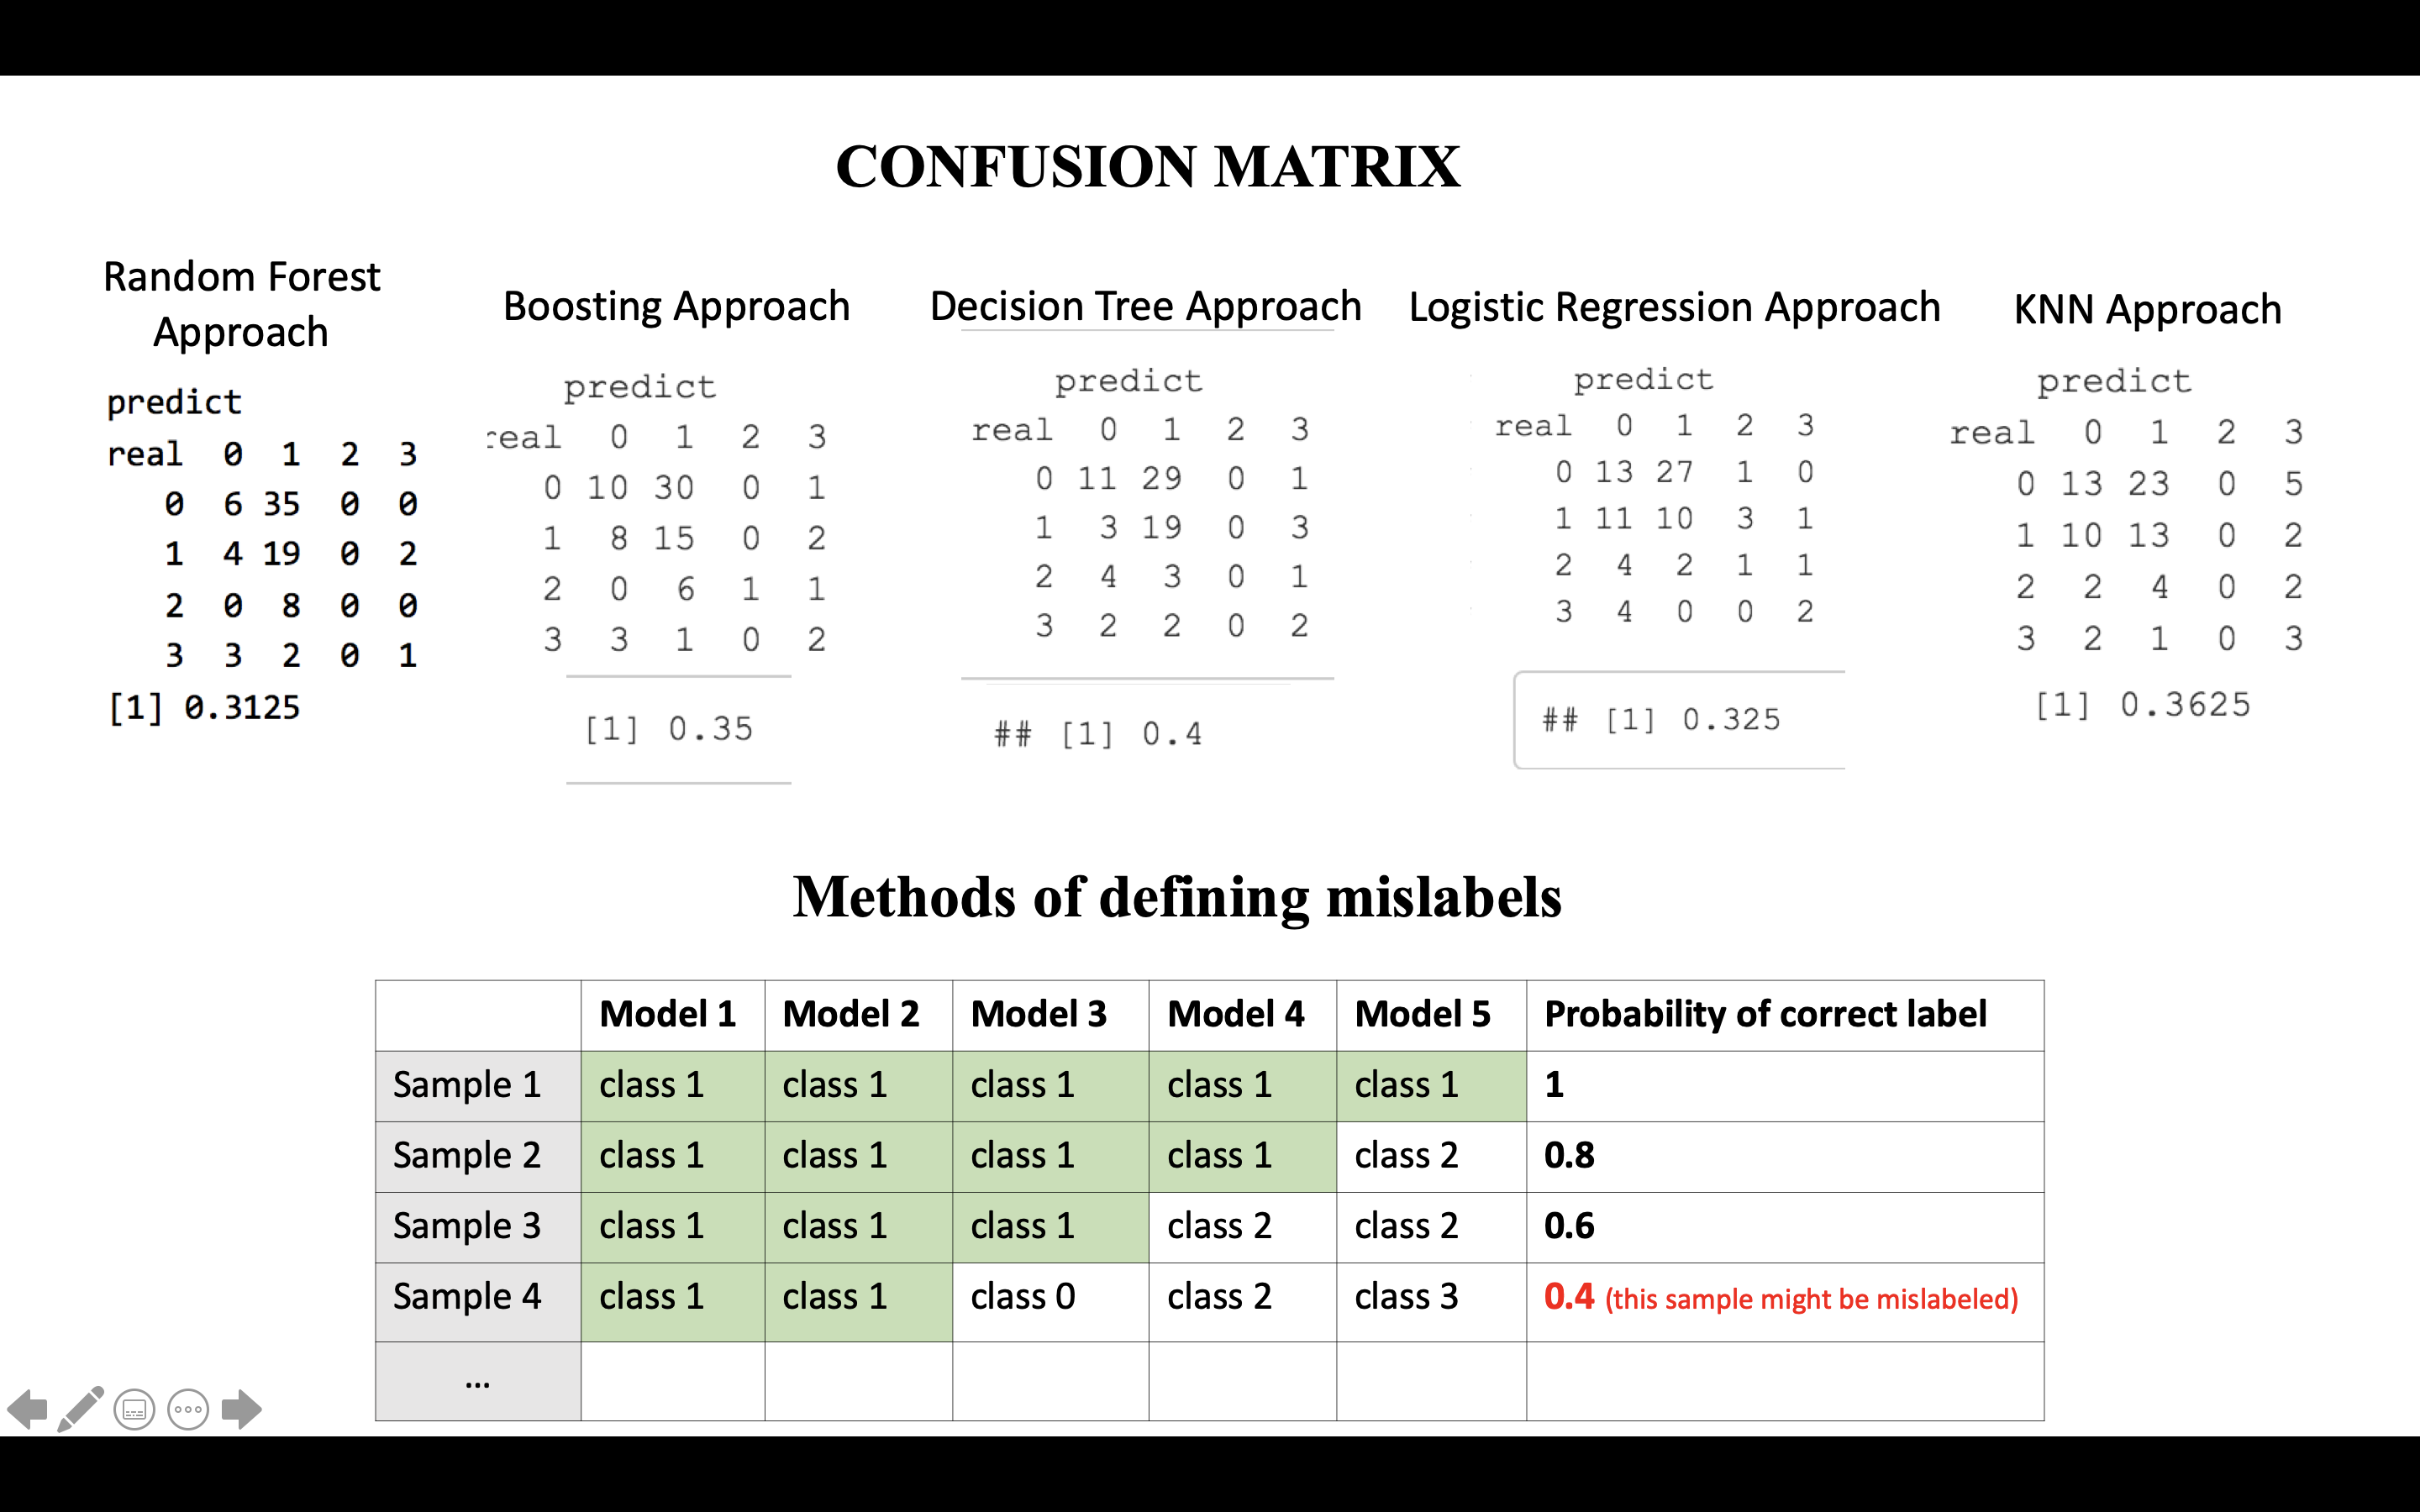 CONFUSION MATRIX
Random Forest
Approach
predict
real 0 1 2 3
0 6 35 0 0
1 4 19 0 2
2 0 8 0 0
3 3 2 0 1
[1] 0.3125
Boosting Approach
predict
real 0 1 2 3
0 10 30 0 1
1 8 15 0 2
2 0 6 1 1
3 3 1 0 2
[1] 0.35
Decision Tree Approach
predict
real 0 1 2 3
0 11 29 0 1
1 3 19 0 3
2 4 3 0 1
3 2 2 0 2
## [1] 0.4
Logistic Regression Approach
predict
real 0 1 2 3
0 13 27 1 0
1 11 10 3 1
2 4 2 1 1
3 4 0 0 2
## [1] 0.325
KNN Approach
predict
real 0 1 2 3
0 13 23 0 5
1 10 13 0 2
2 2 4 0 2
3 2 1 0 3
[1] 0.3625
Methods of defining mislabels
Model 1 Model 2 Model 3 Model 4 Model 5 Probability of correct label
Sample 1 class 1 class 1 class 1 class 1 class 1 1
Sample 2 class 1 class 1 class 1 class 1 class 2 0.8
Sample 3 class 1 class 1 class 1 class 2 class 2 0.6
Sample 4 class 1 class 1 class 0 class 2 class 3 0.4 (this sample might be mislabeled)
...